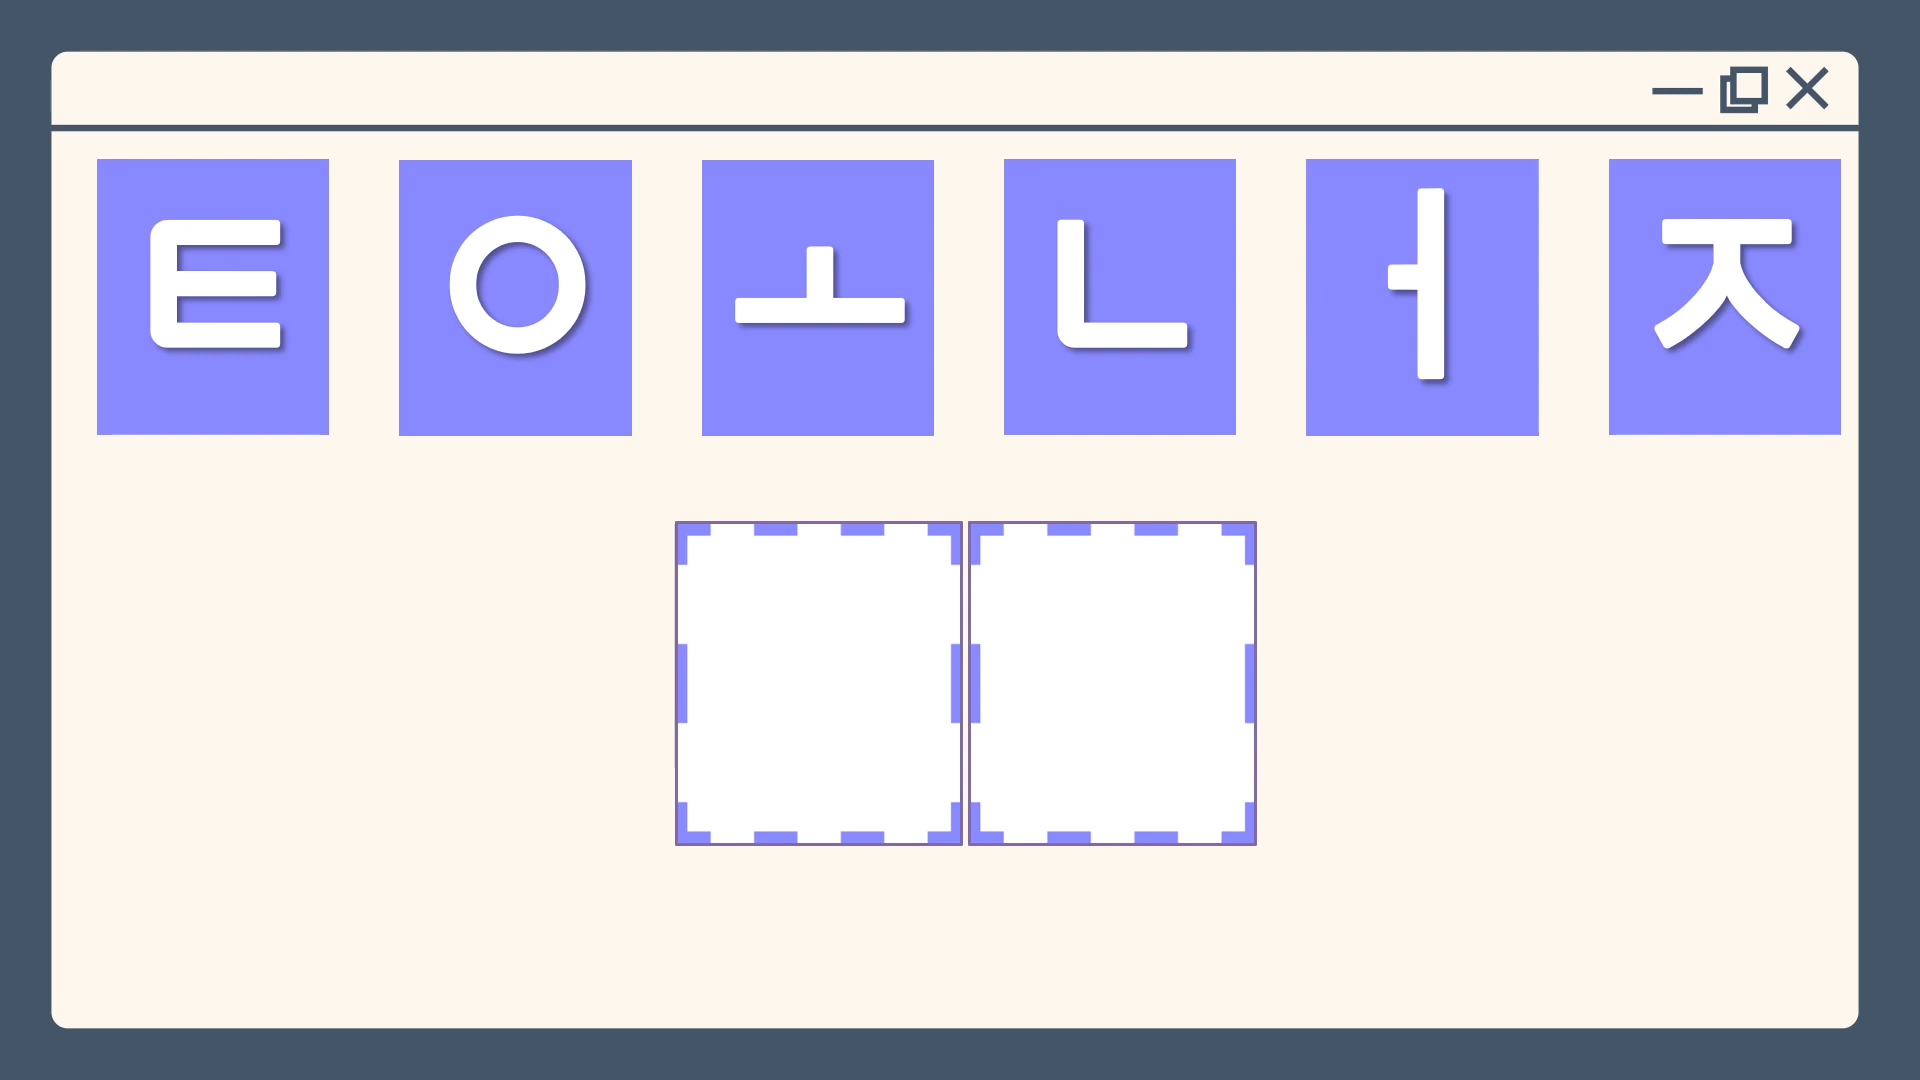 ㅌ ㅇ ㅗ ㄴ ㅓ ㅈ